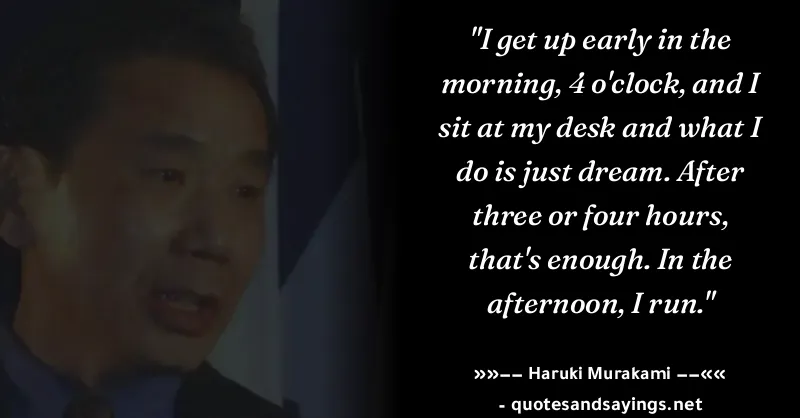 "I get up early in the
morning, 4 o'clock, and I
sit at my desk and what I
do is just dream. After
three or four hours,
that's enough. In the
afternoon, I run."
»»–– Haruki Murakami ––««
- quotesandsayings.net